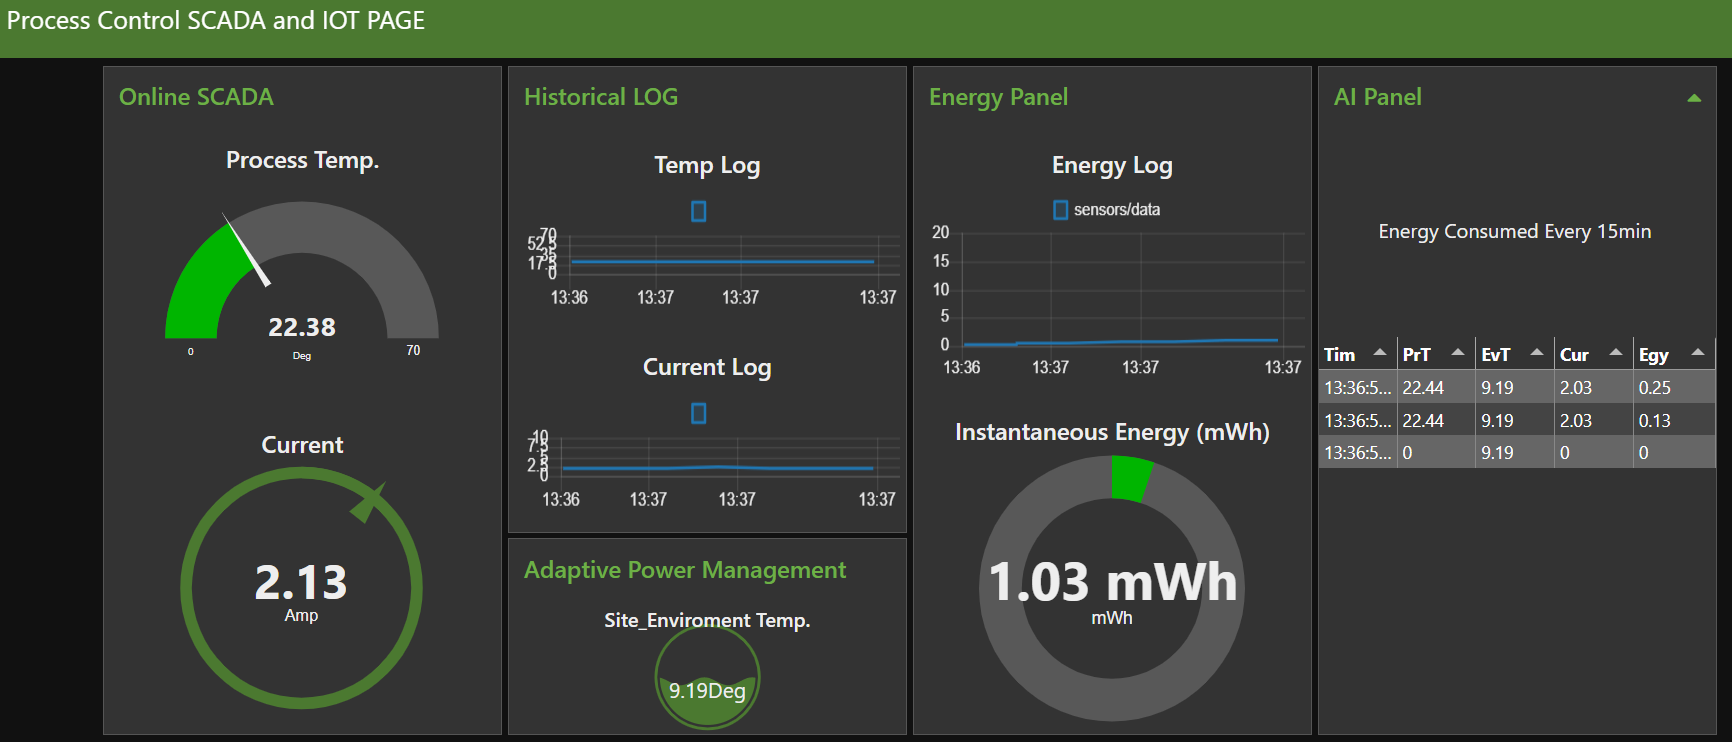 Process Control SCADA and IOT PAGE
Online SCADA
Process Temp.
22.38
Deg
0
70
Current
2.13
Amp
Historical LOG
Temp Log
70
52.5
35
17.5
0
13:36 13:37 13:37 13:37
Current Log
10
7.5
5
2.5
0
13:36 13:37 13:37 13:37
Adaptive Power Management
Site_Enviroment Temp.
9.19Deg
Energy Panel
Energy Log
sensors/data
20
15
10
5
0
13:36 13:37 13:37 13:37
Instantaneous Energy (mWh)
1.03 mWh
mWh
AI Panel
Energy Consumed Every 15min
Tim PrT EvT Cur Egy
13:36:5... 22.44 9.19 2.03 0.25
13:36:5... 22.44 9.19 2.03 0.13
13:36:5... 0 9.19 0 0